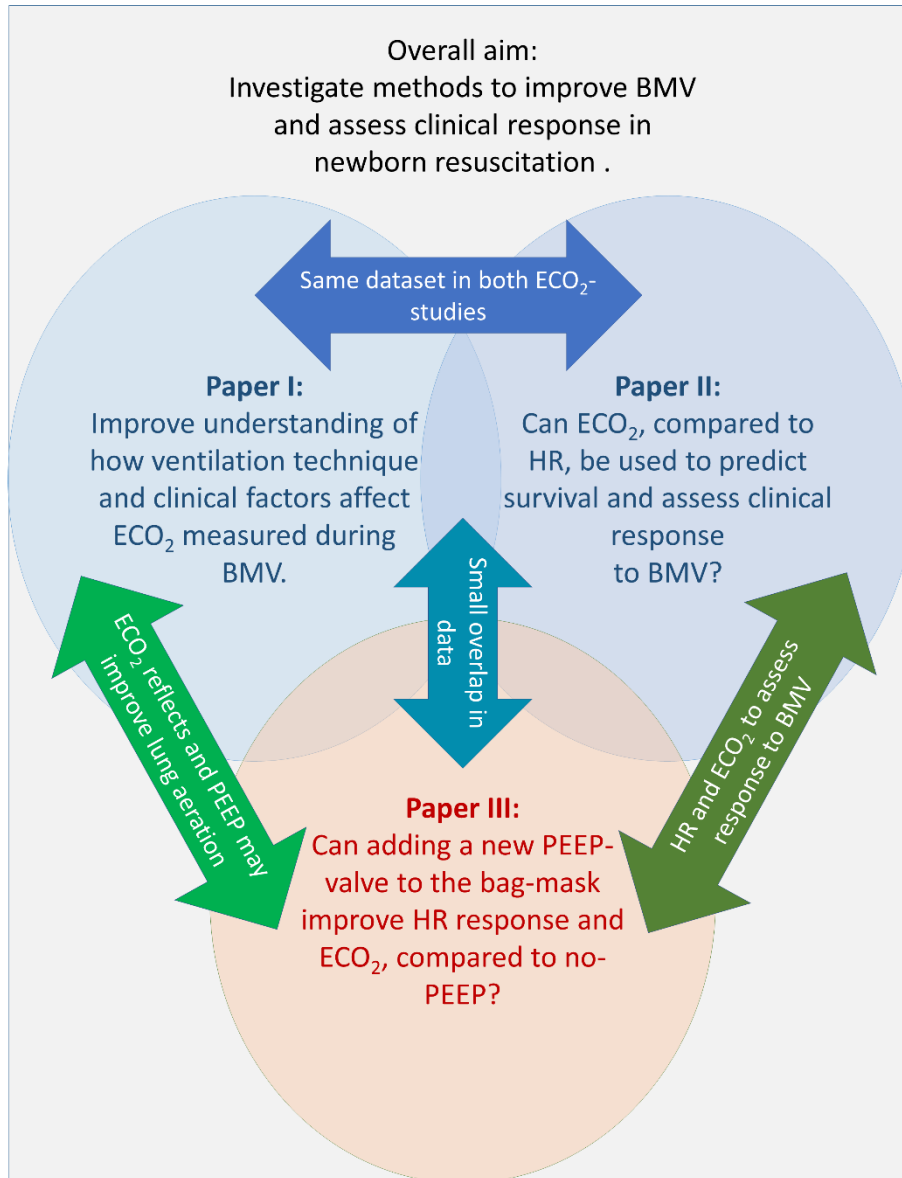 Overall aim:
Investigate methods to improve BMV
and assess clinical response in
newborn resuscitation .
Same dataset in both ECO₂-
studies
Paper I:
Improve understanding of
how ventilation technique
and clinical factors affect
ECO₂ measured during
BMV.
Paper II:
Can ECO₂, compared to
HR, be used to predict
survival and assess clinical
response
to BMV?
Small overlap in
data
ECO₂ reflects and PEEP may
improve lung aeration
HR and ECO₂ to assess
response to BMV
Paper III:
Can adding a new PEEP-
valve to the bag-mask
improve HR response and
ECO₂, compared to no-
PEEP?